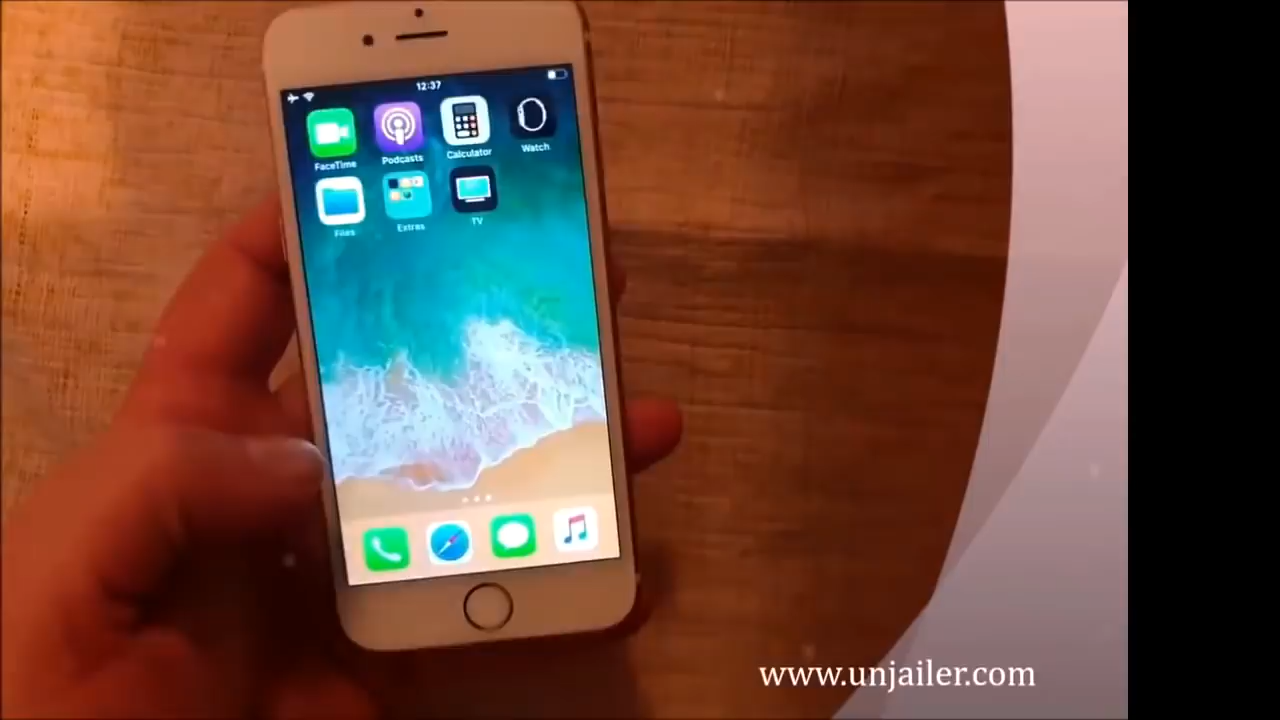 12:37
FaceTime
Podcasts
Calculator
Watch
Files
Extras
TV
www.unjailer.com